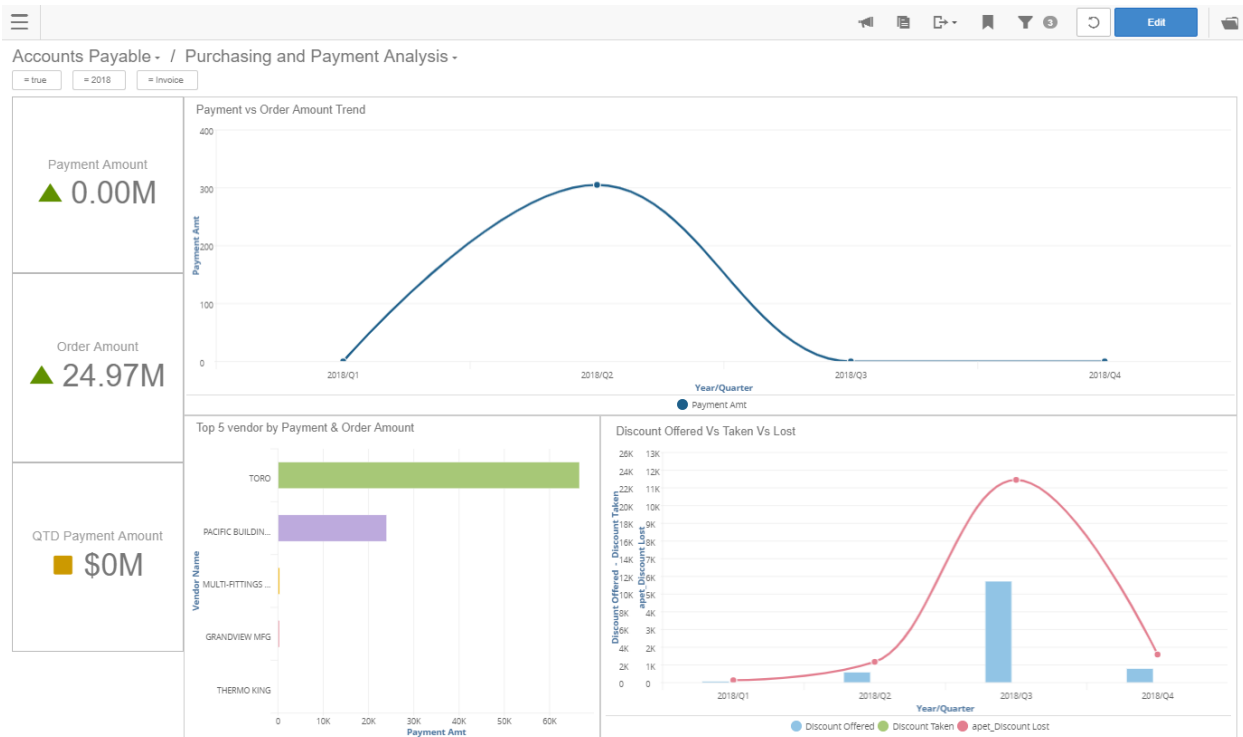 3
Edit
Accounts Payable - / Purchasing and Payment Analysis -
= true
= 2018
= Invoice
Payment Amount
0.00M
Order Amount
24.97M
QTD Payment Amount
$0M
Payment vs Order Amount Trend
Payment Amt
400
300
200
100
0
2018/Q1 2018/Q2 2018/Q3 2018/Q4
Year/Quarter
Payment Amt
Top 5 vendor by Payment & Order Amount
Vendor Name
TORO
PACIFIC BUILDIN...
MULTI-FITTINGS ...
GRANDVIEW MFG
THERMO KING
0 10K 20K 30K 40K 50K 60K
Payment Amt
Discount Offered Vs Taken Vs Lost
Discount Offered - Discount Taken
apet_Discount Lost
26K 13K
24K 12K
22K 11K
20K 10K
18K 9K
16K 8K
14K 7K
12K 6K
10K 5K
8K 4K
6K 3K
4K 2K
2K 1K
0 0
2018/Q1 2018/Q2 2018/Q3 2018/Q4
Year/Quarter
Discount Offered Discount Taken apet_Discount Lost